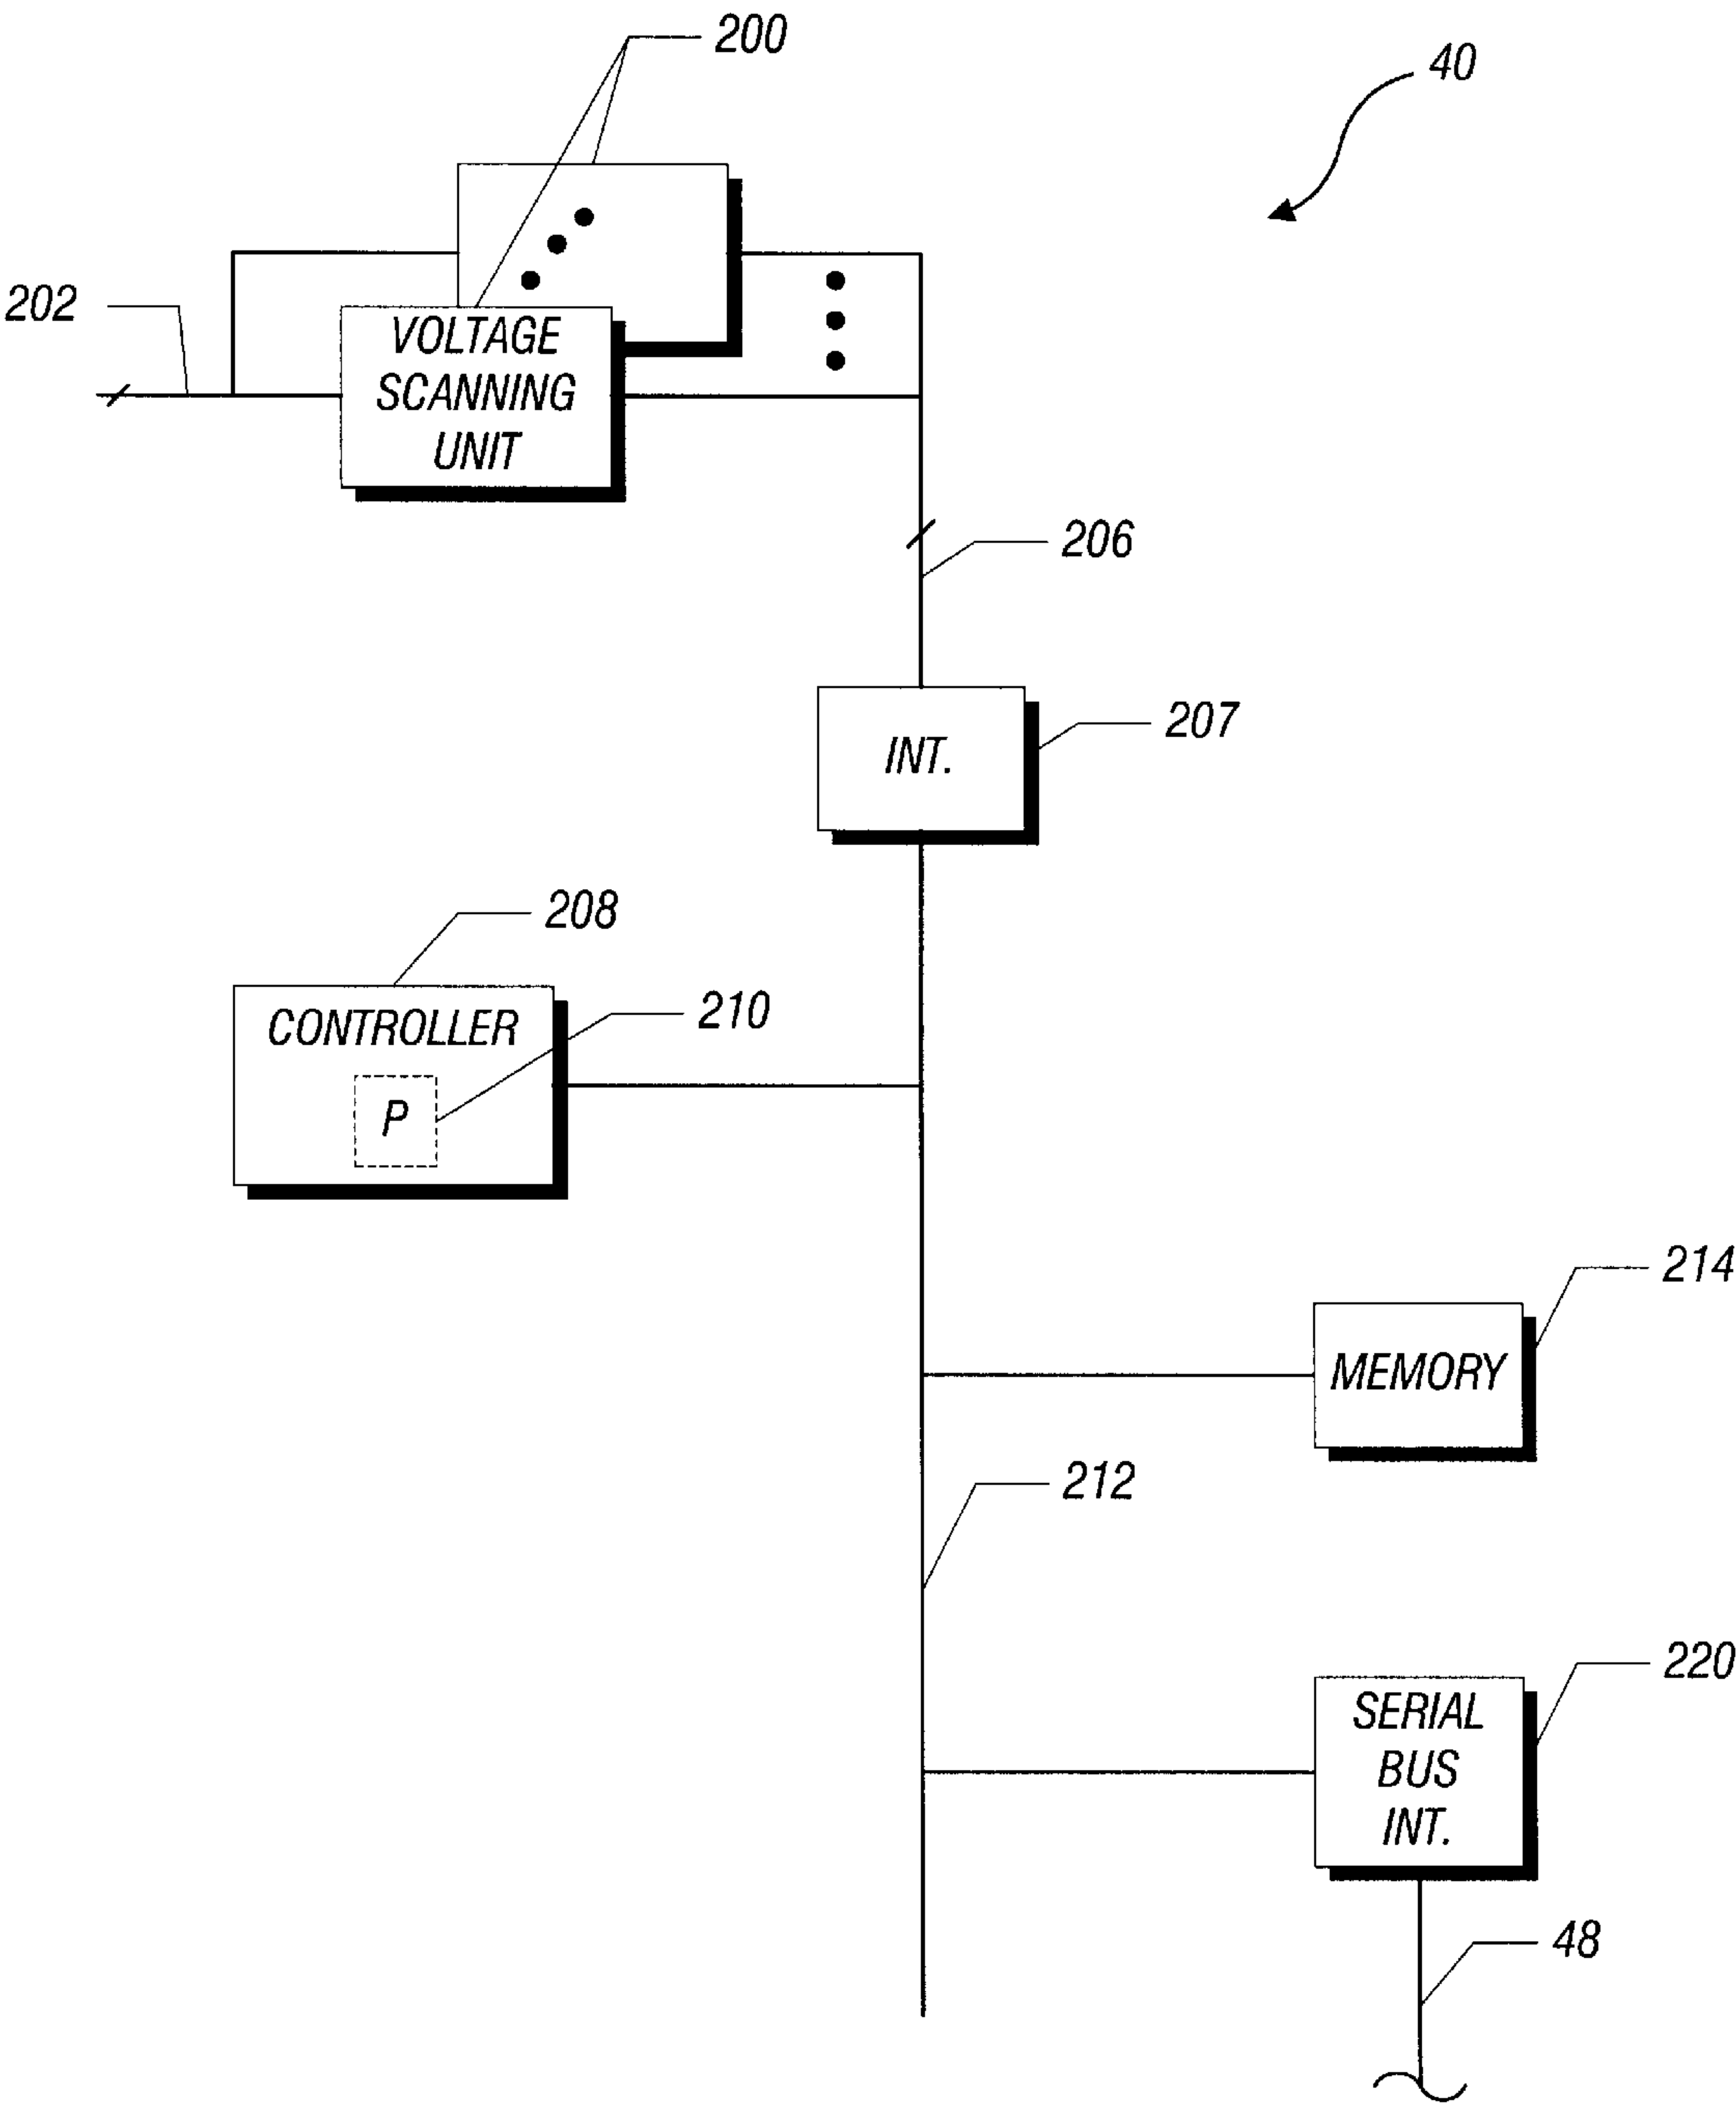 200
40
202
VOLTAGE
SCANNING
UNIT
206
207
INT.
208
CONTROLLER
210
P
214
MEMORY
212
220
SERIAL
BUS
INT.
48